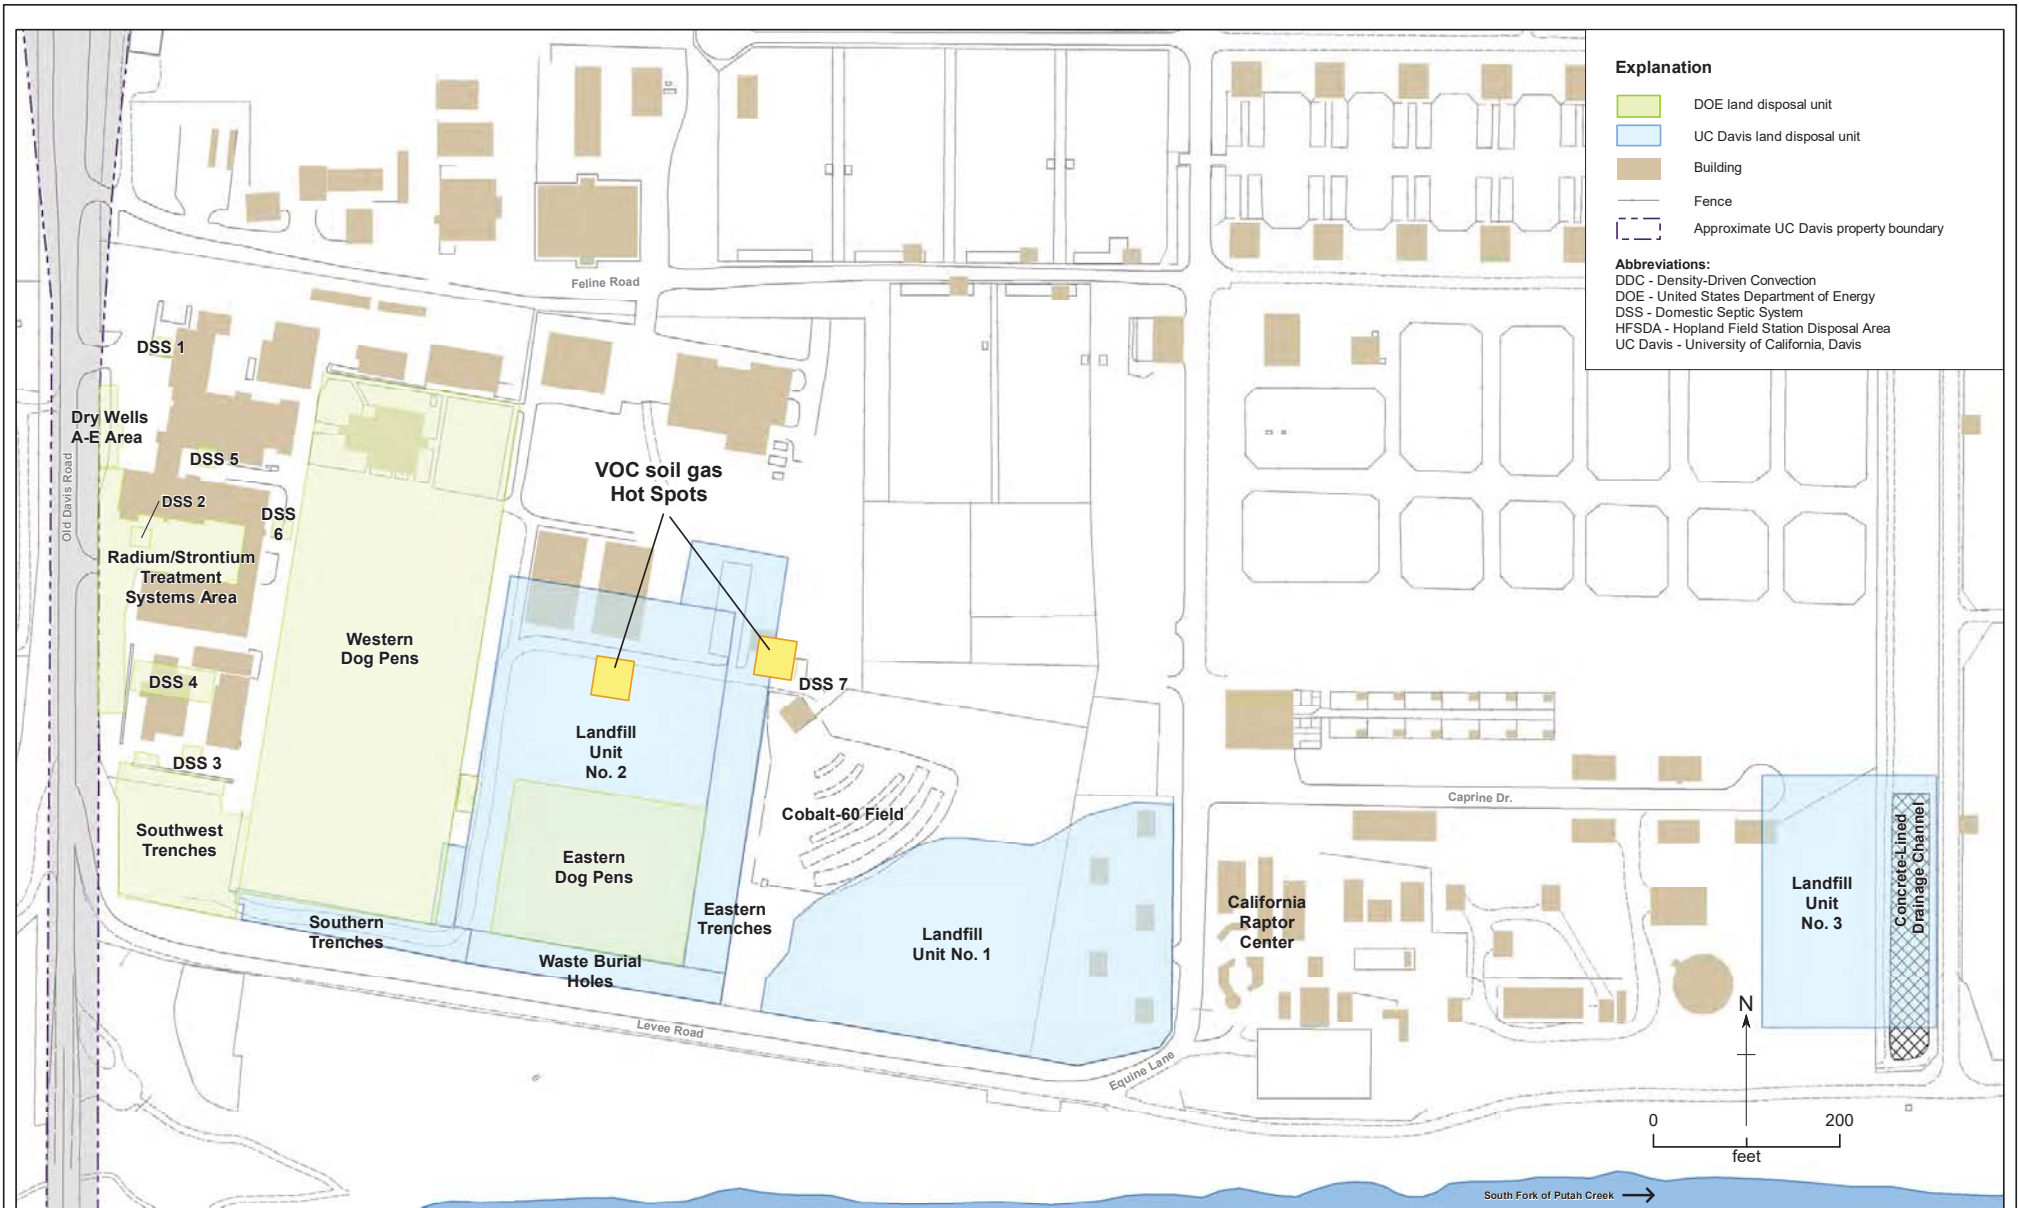 Explanation
DOE land disposal unit
UC Davis land disposal unit
Building
Fence
Approximate UC Davis property boundary
Abbreviations:
DDC - Density-Driven Convection
DOE - United States Department of Energy
DSS - Domestic Septic System
HFSDA - Hopland Field Station Disposal Area
UC Davis - University of California, Davis
Feline Road
DSS 1
Dry Wells
A-E Area
Old Davis Road
DSS 5
DSS 2
DSS
6
Radium/Strontium
Treatment
Systems Area
VOC soil gas
Hot Spots
Western
Dog Pens
DSS 4
DSS 7
DSS 3
Landfill
Unit
No. 2
Southwest
Trenches
Cobalt-60 Field
Caprine Dr.
Eastern
Dog Pens
Eastern
Trenches
Southern
Trenches
Waste Burial
Holes
Landfill
Unit No. 1
California
Raptor
Center
Landfill
Unit
No. 3
Concrete-Lined
Drainage Channel
Levee Road
Equine Lane
N
0 200
feet
South Fork of Putah Creek